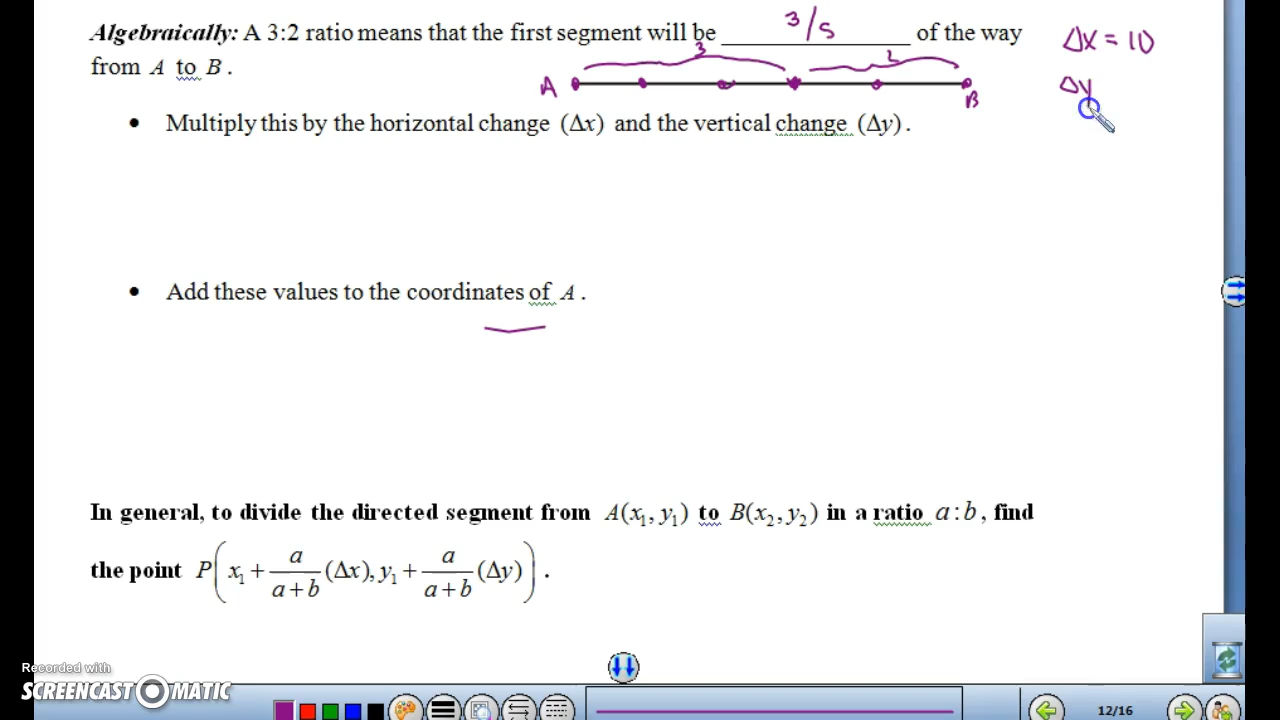 Algebraically: A 3:2 ratio means that the first segment will be 3/5 of the way
Δx = 10
from A to B.
3
2
A
B
Δy
• Multiply this by the horizontal change (Δx) and the vertical change (Δy).
• Add these values to the coordinates of A.
In general, to divide the directed segment from A(x₁, y₁) to B(x₂, y₂) in a ratio a:b, find
the point P(x₁ + a/(a+b) (Δx), y₁ + a/(a+b) (Δy)).
Recorded with
SCREENCAST-O-MATIC
12/16